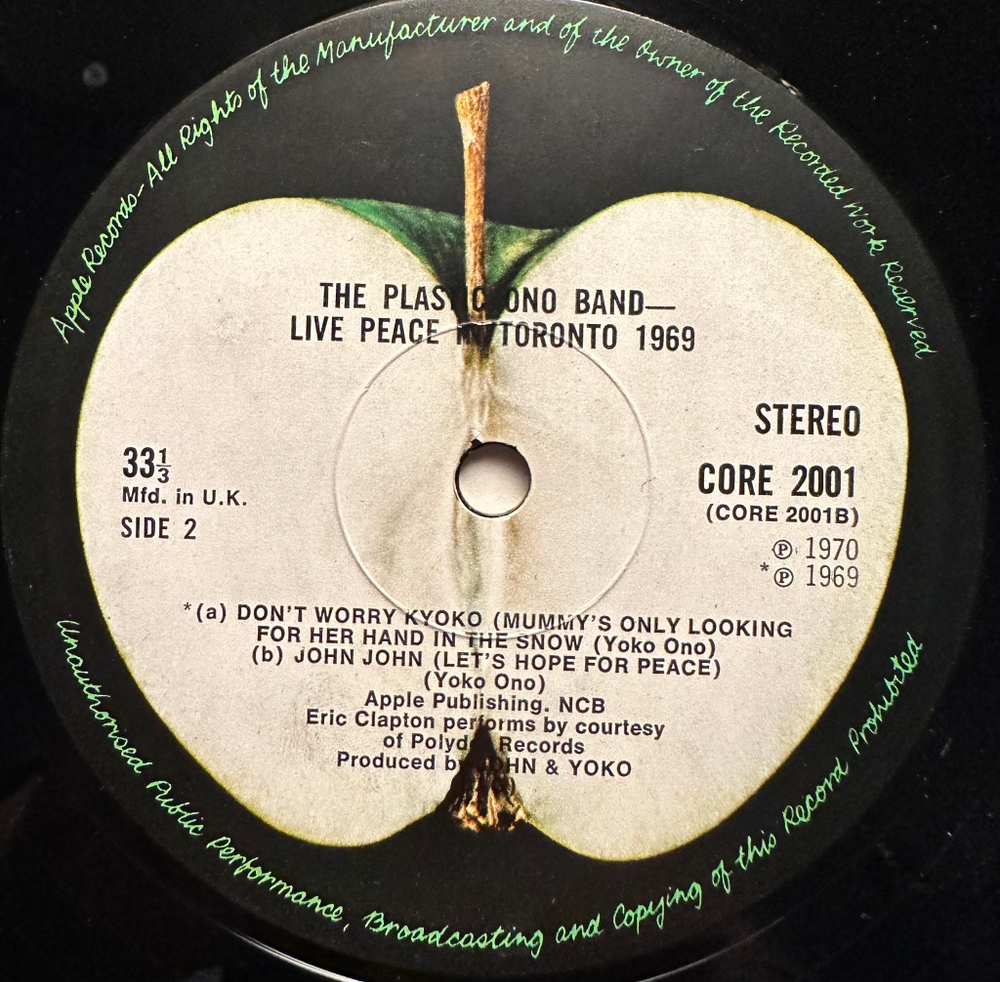 Apple Records-All Rights of the Manufacturer and of the Owner of the Recorded Work Reserved
THE PLASTIC ONO BAND—
LIVE PEACE IN TORONTO 1969
STEREO
33⅓
Mfd. in U.K.
SIDE 2
CORE 2001
(CORE 2001B)
℗ 1970
*℗ 1969
*(a) DON'T WORRY KYOKO (MUMMY'S ONLY LOOKING
FOR HER HAND IN THE SNOW (Yoko Ono)
(b) JOHN JOHN (LET'S HOPE FOR PEACE)
(Yoko Ono)
Apple Publishing. NCB
Eric Clapton performs by courtesy
of Polydor Records
Produced by JOHN & YOKO
Unauthorised Public Performance, Broadcasting and Copying of this Record Prohibited